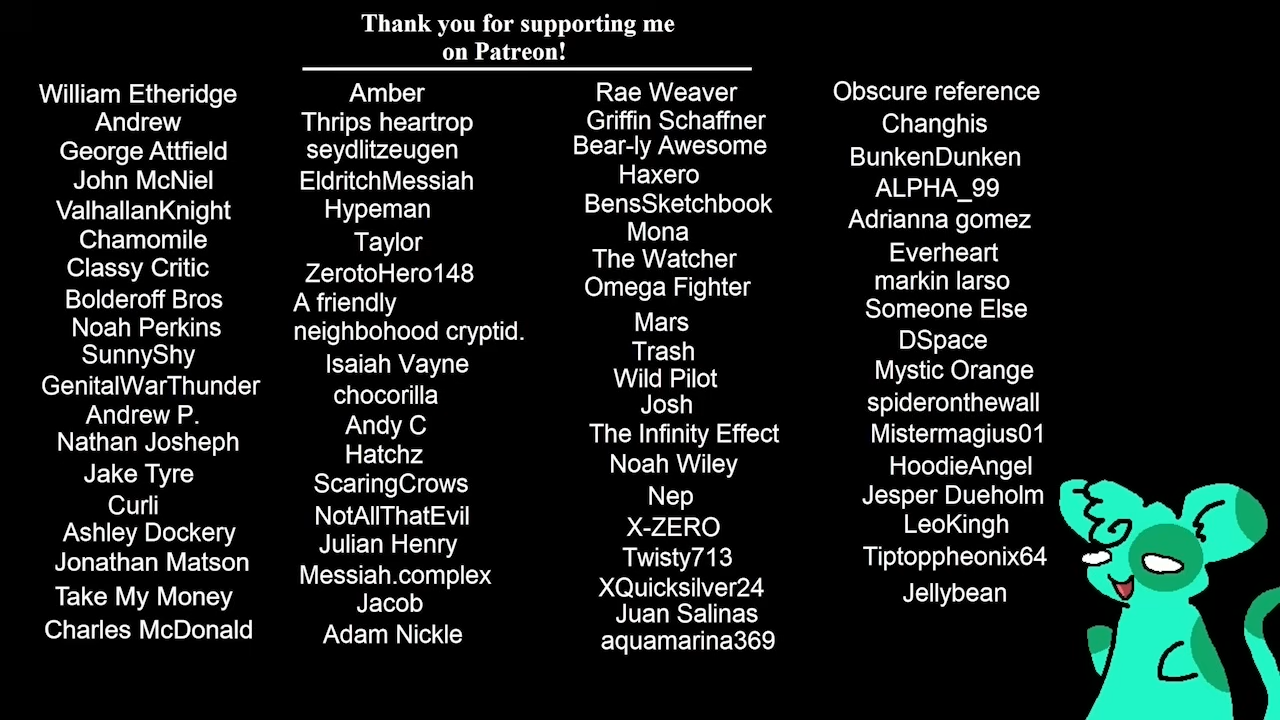 Thank you for supporting me
on Patreon!
William Etheridge
Andrew
George Attfield
John McNiel
ValhallanKnight
Chamomile
Classy Critic
Bolderoff Bros
Noah Perkins
SunnyShy
GenitalWarThunder
Andrew P.
Nathan Josheph
Jake Tyre
Curli
Ashley Dockery
Jonathan Matson
Take My Money
Charles McDonald
Amber
Thrips heartrop
seydlitzeugen
EldritchMessiah
Hypeman
Taylor
ZerotoHero148
A friendly
neighbohood cryptid.
Isaiah Vayne
chocorilla
Andy C
Hatchz
ScaringCrows
NotAllThatEvil
Julian Henry
Messiah.complex
Jacob
Adam Nickle
Rae Weaver
Griffin Schaffner
Bear-ly Awesome
Haxero
BensSketchbook
Mona
The Watcher
Omega Fighter
Mars
Trash
Wild Pilot
Josh
The Infinity Effect
Noah Wiley
Nep
X-ZERO
Twisty713
XQuicksilver24
Juan Salinas
aquamarina369
Obscure reference
Changhis
BunkenDunken
ALPHA_99
Adrianna gomez
Everheart
markin larso
Someone Else
DSpace
Mystic Orange
spideronthewall
Mistermagius01
HoodieAngel
Jesper Dueholm
LeoKingh
Tiptoppheonix64
Jellybean